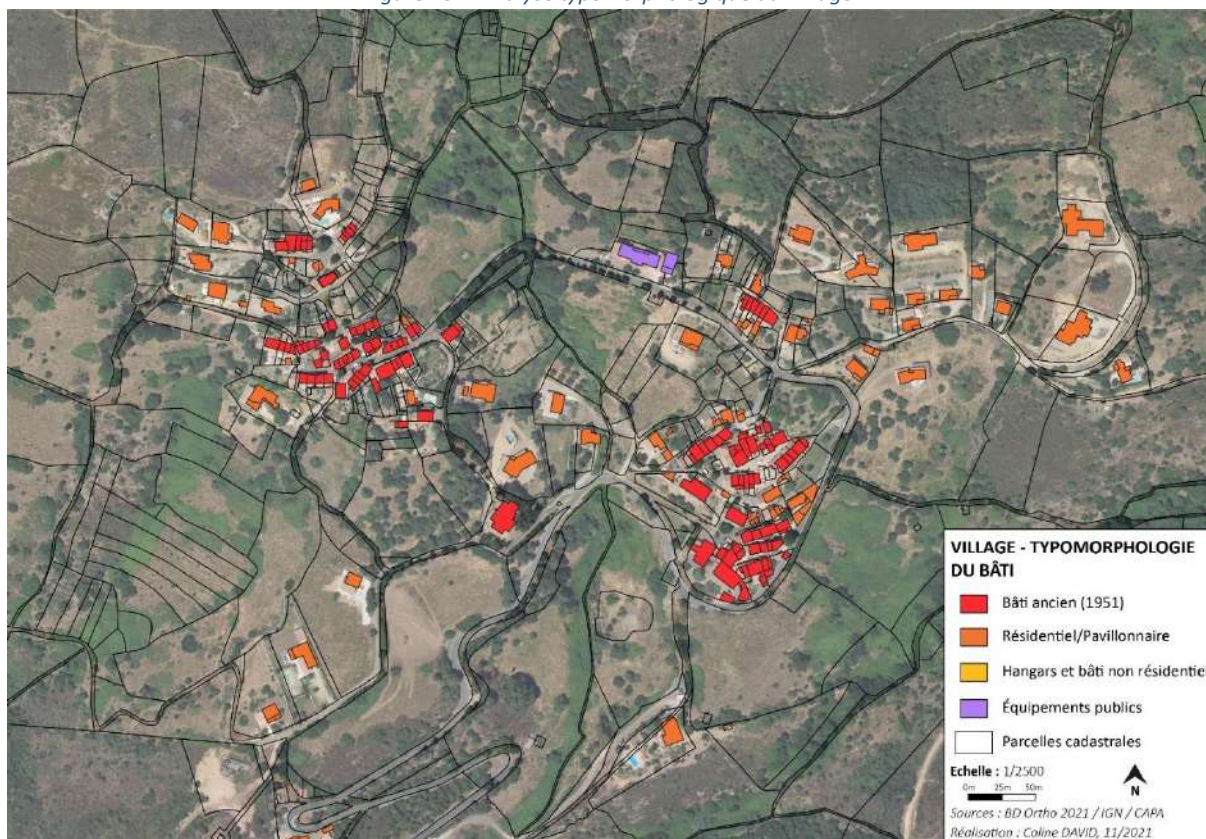 VILLAGE - TYPOMORPHOLOGIE
DU BÂTI
Bâti ancien (1951)
Résidentiel/Pavillonnaire
Hangars et bâti non résidentiel
Équipements publics
Parcelles cadastrales
Echelle : 1/2500
0m 25m 50m
N
Sources : BD Ortho 2021 / IGN / CAPA
Réalisation : Coline DAVID, 11/2021